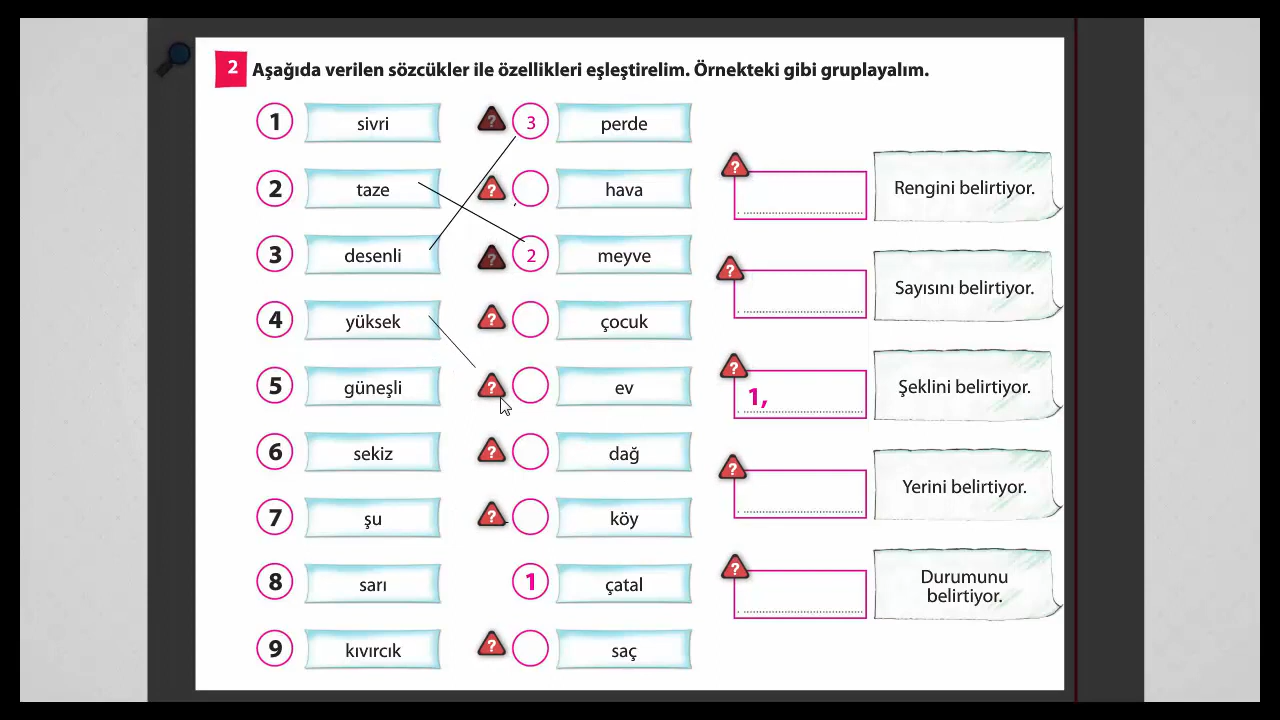 2 Aşağıda verilen sözcükler ile özellikleri eşleştirelim. Örnekteki gibi gruplayalım.
1 sivri ? 3 perde
2 taze ? hava
3 desenli ? 2 meyve
4 yüksek ? çocuk
5 güneşli ? ev
6 sekiz ? dağ
7 şu ? köy
8 sarı 1 çatal
9 kıvırcık ? saç
? Rengini belirtiyor.
? Sayısını belirtiyor.
? 1, Şeklini belirtiyor.
? Yerini belirtiyor.
? Durumunu
belirtiyor.